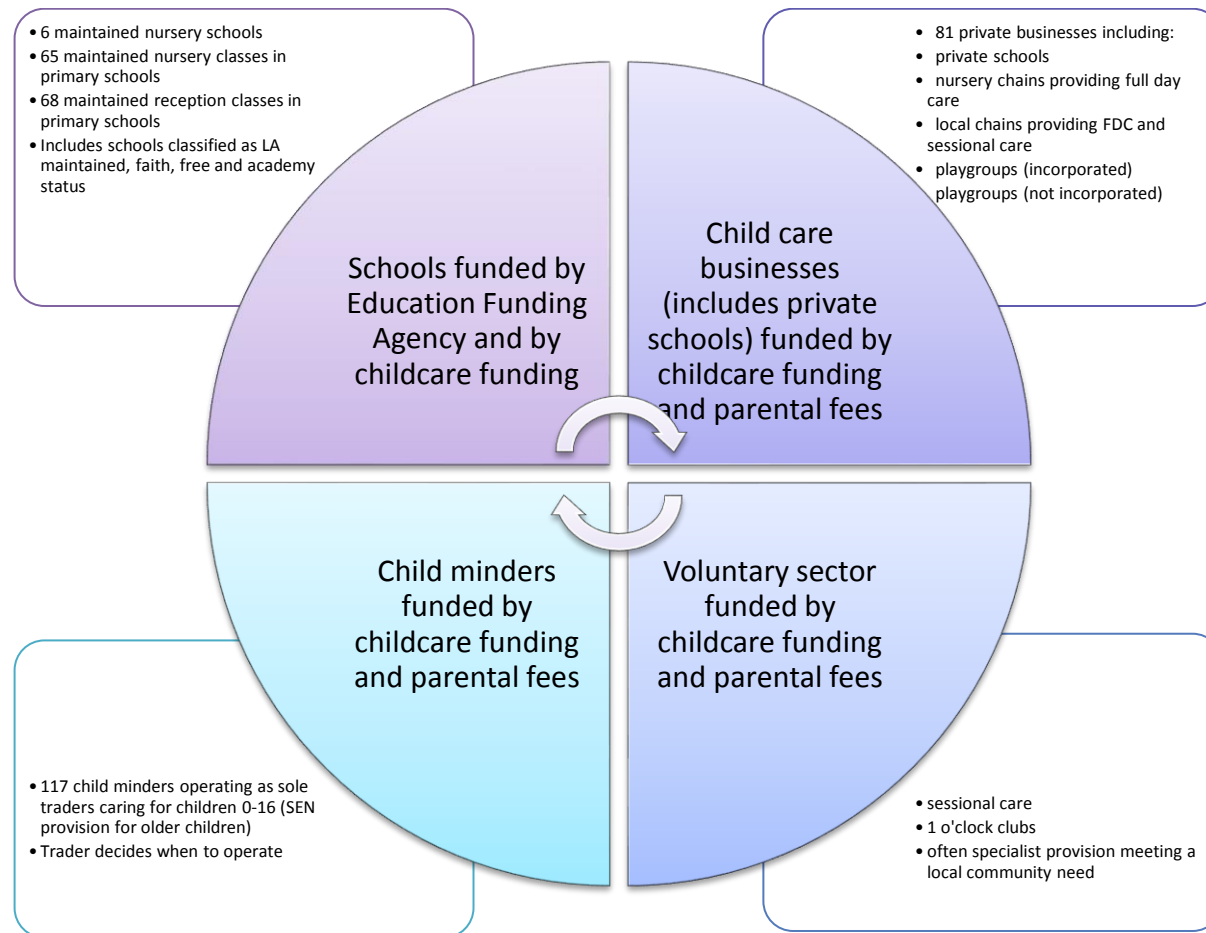 • 6 maintained nursery schools
• 65 maintained nursery classes in
primary schools
• 68 maintained reception classes in
primary schools
• Includes schools classified as LA
maintained, faith, free and academy
status
• 81 private businesses including:
• private schools
• nursery chains providing full day
care
• local chains providing FDC and
sessional care
• playgroups (incorporated)
playgroups (not incorporated)
Schools funded by
Education Funding
Agency and by
childcare funding
Child care
businesses
(includes private
schools) funded by
childcare funding
and parental fees
Child minders
funded by
childcare funding
and parental fees
Voluntary sector
funded by
childcare funding
and parental fees
• 117 child minders operating as sole
traders caring for children 0-16 (SEN
provision for older children)
• Trader decides when to operate
• sessional care
• 1 o'clock clubs
• often specialist provision meeting a
local community need